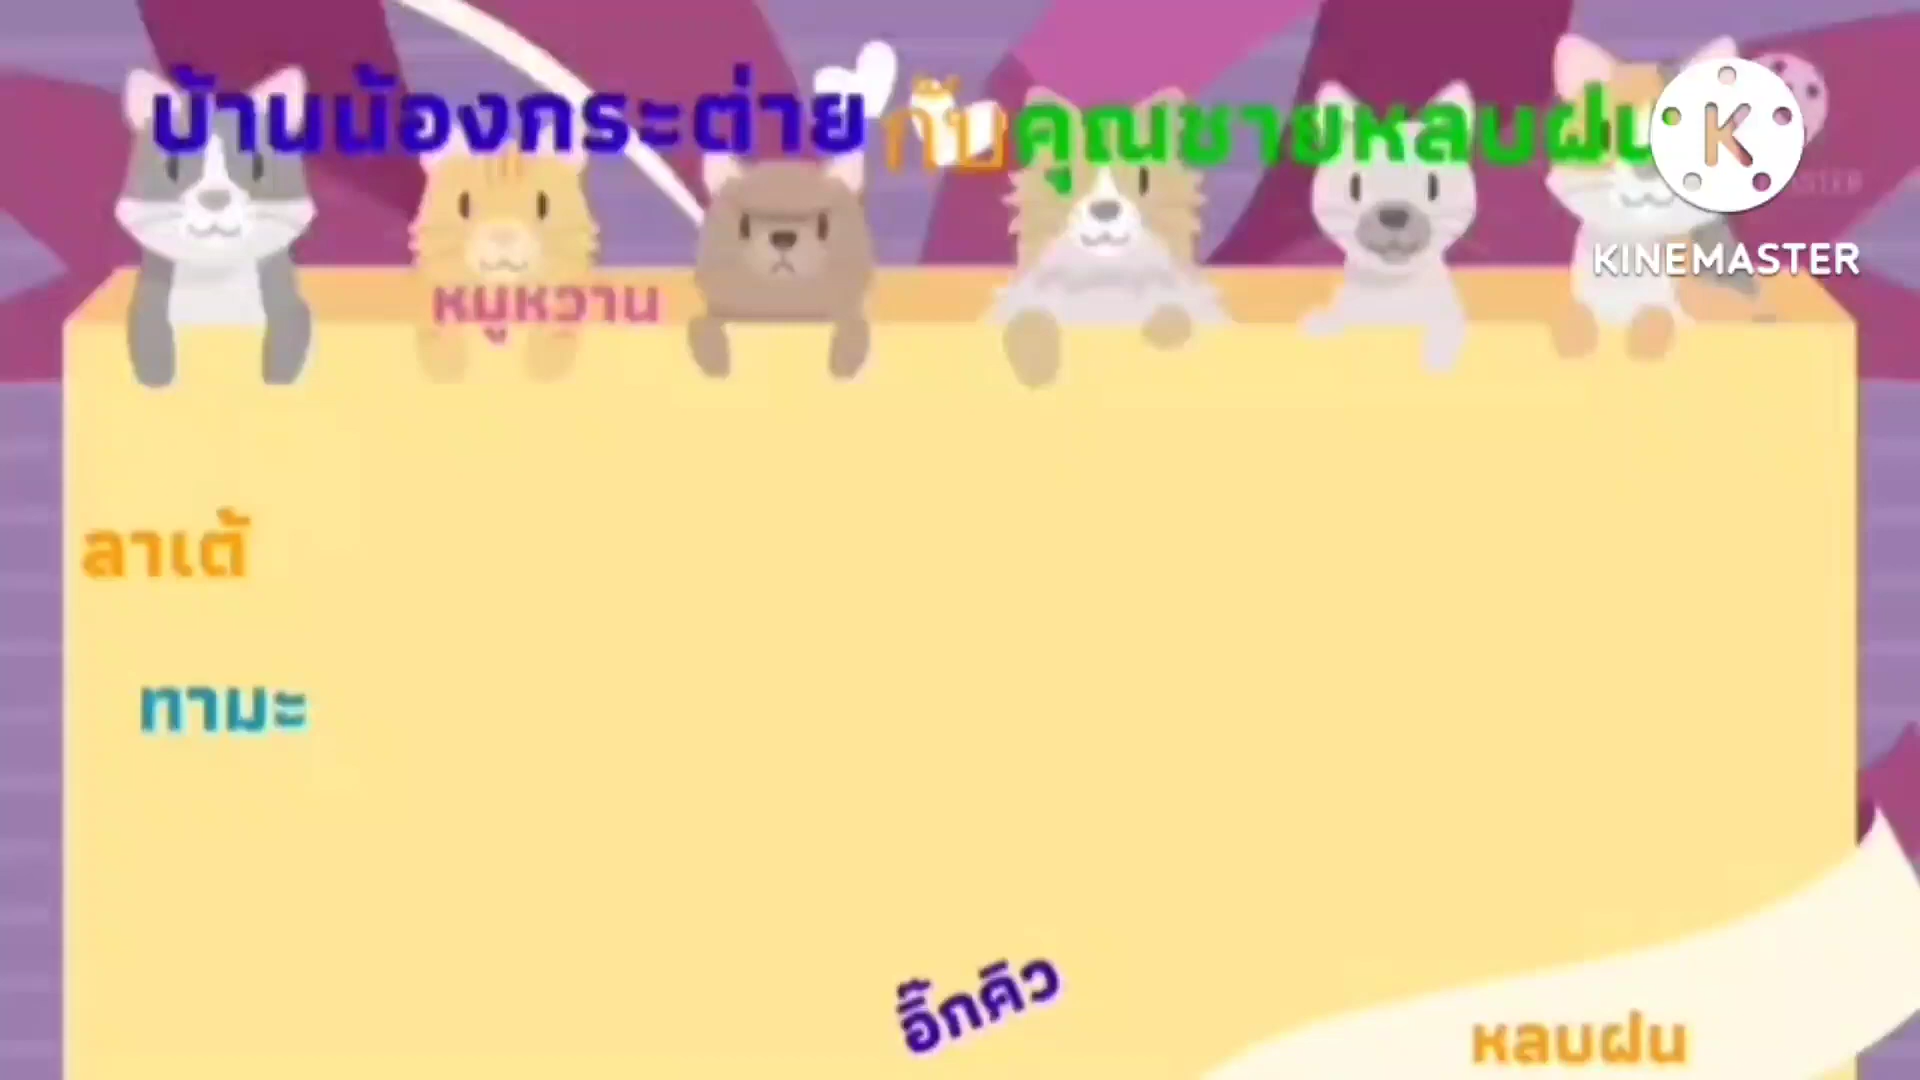 บ้านน้องกระต่าย กับ คุณชายหลบฝน
KINEMASTER
หมูหวาน
ลาเต้
ทามะ
อิ๊กคิว
หลบฝน